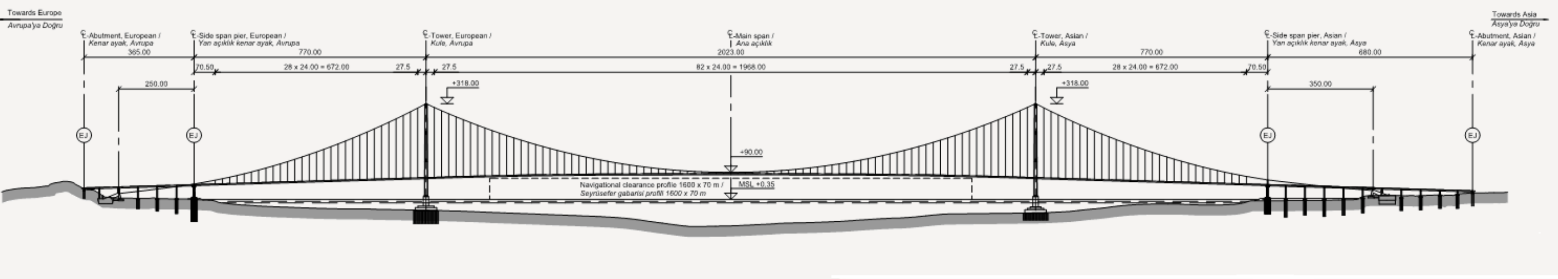 Towards Europe
Avrupa'ya Doğru
Towards Asia
Asya'ya Doğru
℄-Abutment, European /
Kenar ayak, Avrupa
℄-Side span pier, European /
Yan açıklık kenar ayak, Avrupa
℄-Tower, European /
Kule, Avrupa
℄-Main span /
Ana açıklık
℄-Tower, Asian /
Kule, Asya
℄-Side span pier, Asian /
Yan açıklık kenar ayak, Asya
℄-Abutment, Asian /
Kenar ayak, Asya
365.00 770.00 2023.00 770.00 680.00
70.50 28 x 24.00 = 672.00 27.5 27.5 82 x 24.00 = 1968.00 27.5 27.5 28 x 24.00 = 672.00 70.50
250.00 +318.00 +318.00 350.00
EJ EJ EJ EJ
+90.00
Navigational clearance profile 1600 x 70 m /
Seyrüsefer gabarisi profili 1600 x 70 m
MSL +0.35